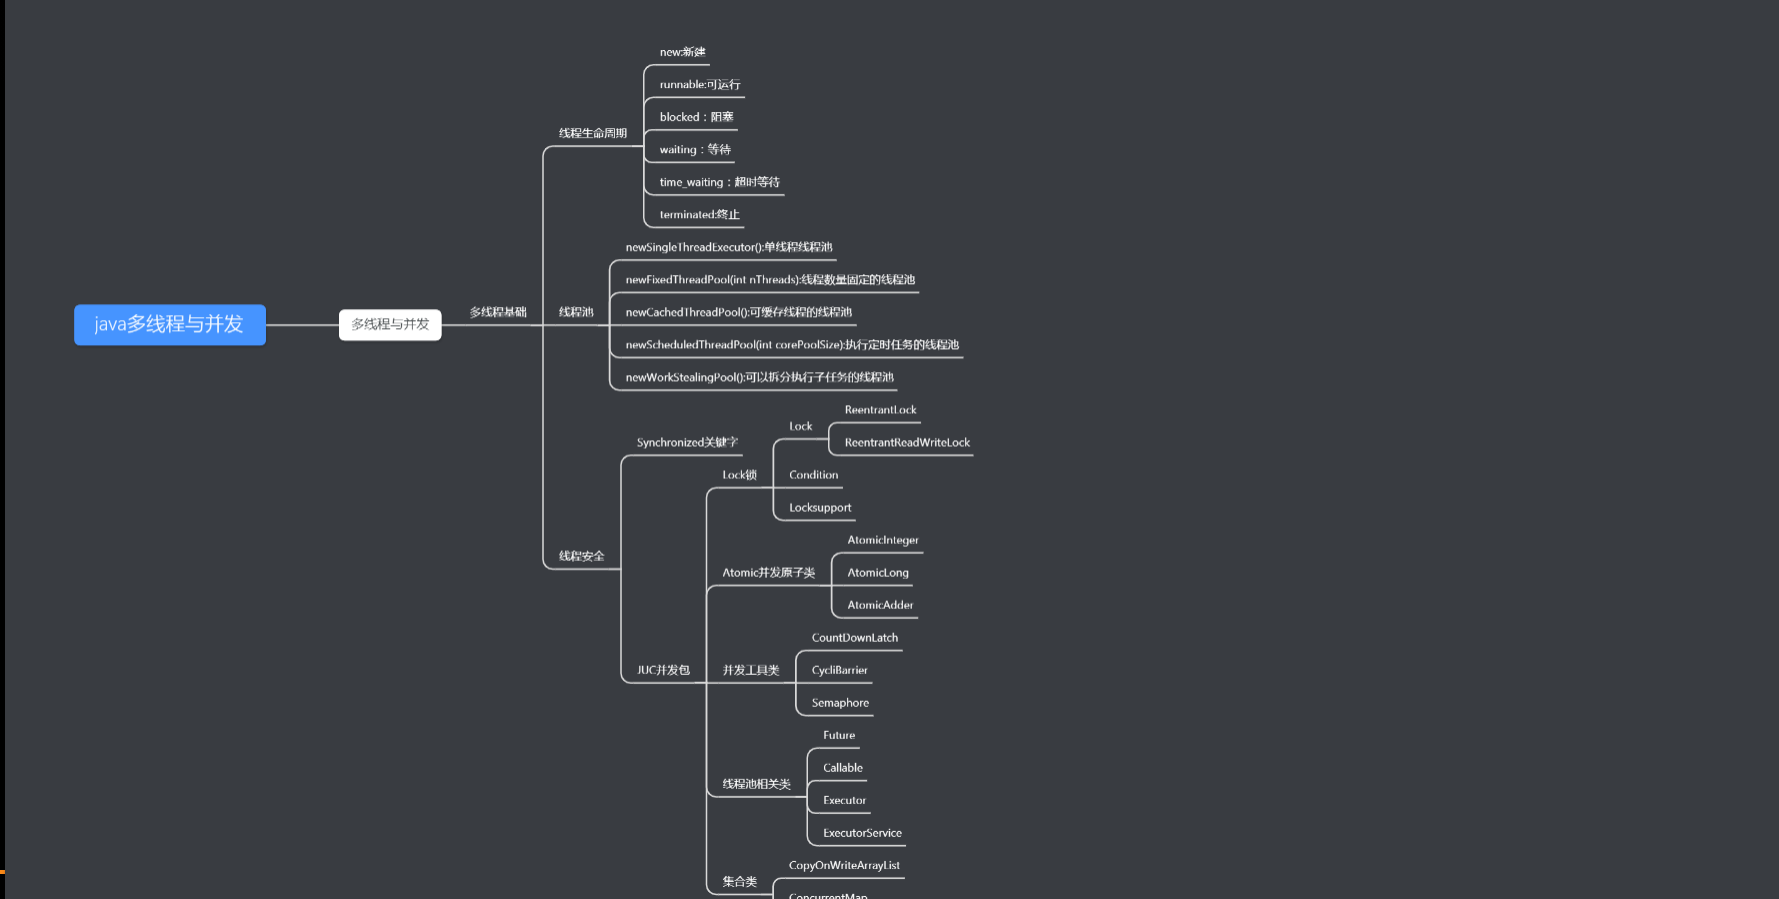 java多线程与并发
多线程与并发
多线程基础
线程生命周期
new:新建
runnable:可运行
blocked：阻塞
waiting：等待
time_waiting：超时等待
terminated:终止
线程池
newSingleThreadExecutor():单线程线程池
newFixedThreadPool(int nThreads):线程数量固定的线程池
newCachedThreadPool():可缓存线程的线程池
newScheduledThreadPool(int corePoolSize):执行定时任务的线程池
newWorkStealingPool():可以拆分执行子任务的线程池
线程安全
Synchronized关键字
JUC并发包
Lock锁
Lock
ReentrantLock
ReentrantReadWriteLock
Condition
Locksupport
Atomic并发原子类
AtomicInteger
AtomicLong
AtomicAdder
并发工具类
CountDownLatch
CycliBarrier
Semaphore
线程池相关类
Future
Callable
Executor
ExecutorService
集合类
CopyOnWriteArrayList
ConcurrentMap